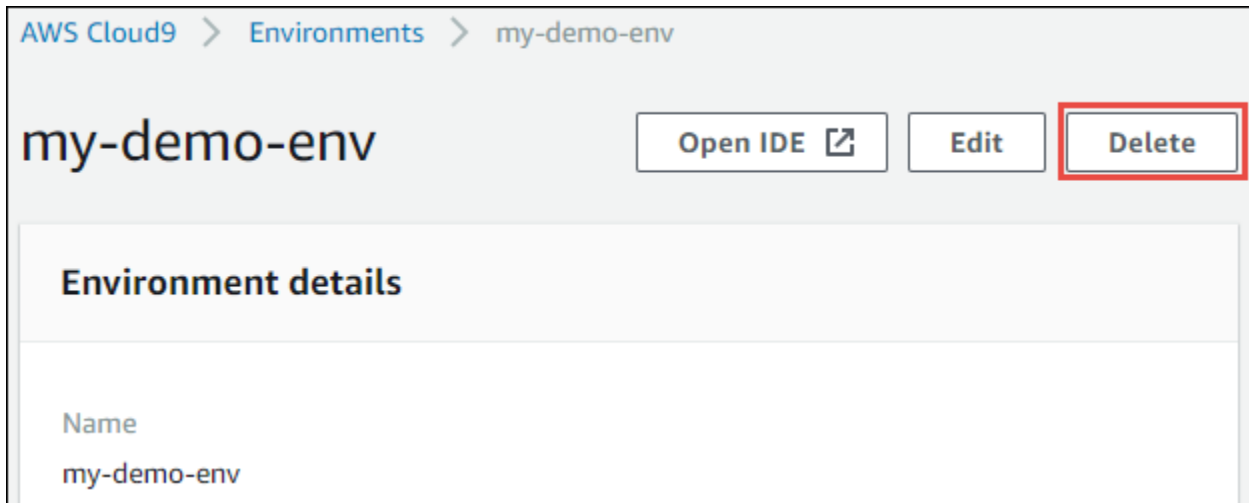 AWS Cloud9 > Environments > my-demo-env
my-demo-env Open IDE Edit Delete
Environment details
Name
my-demo-env